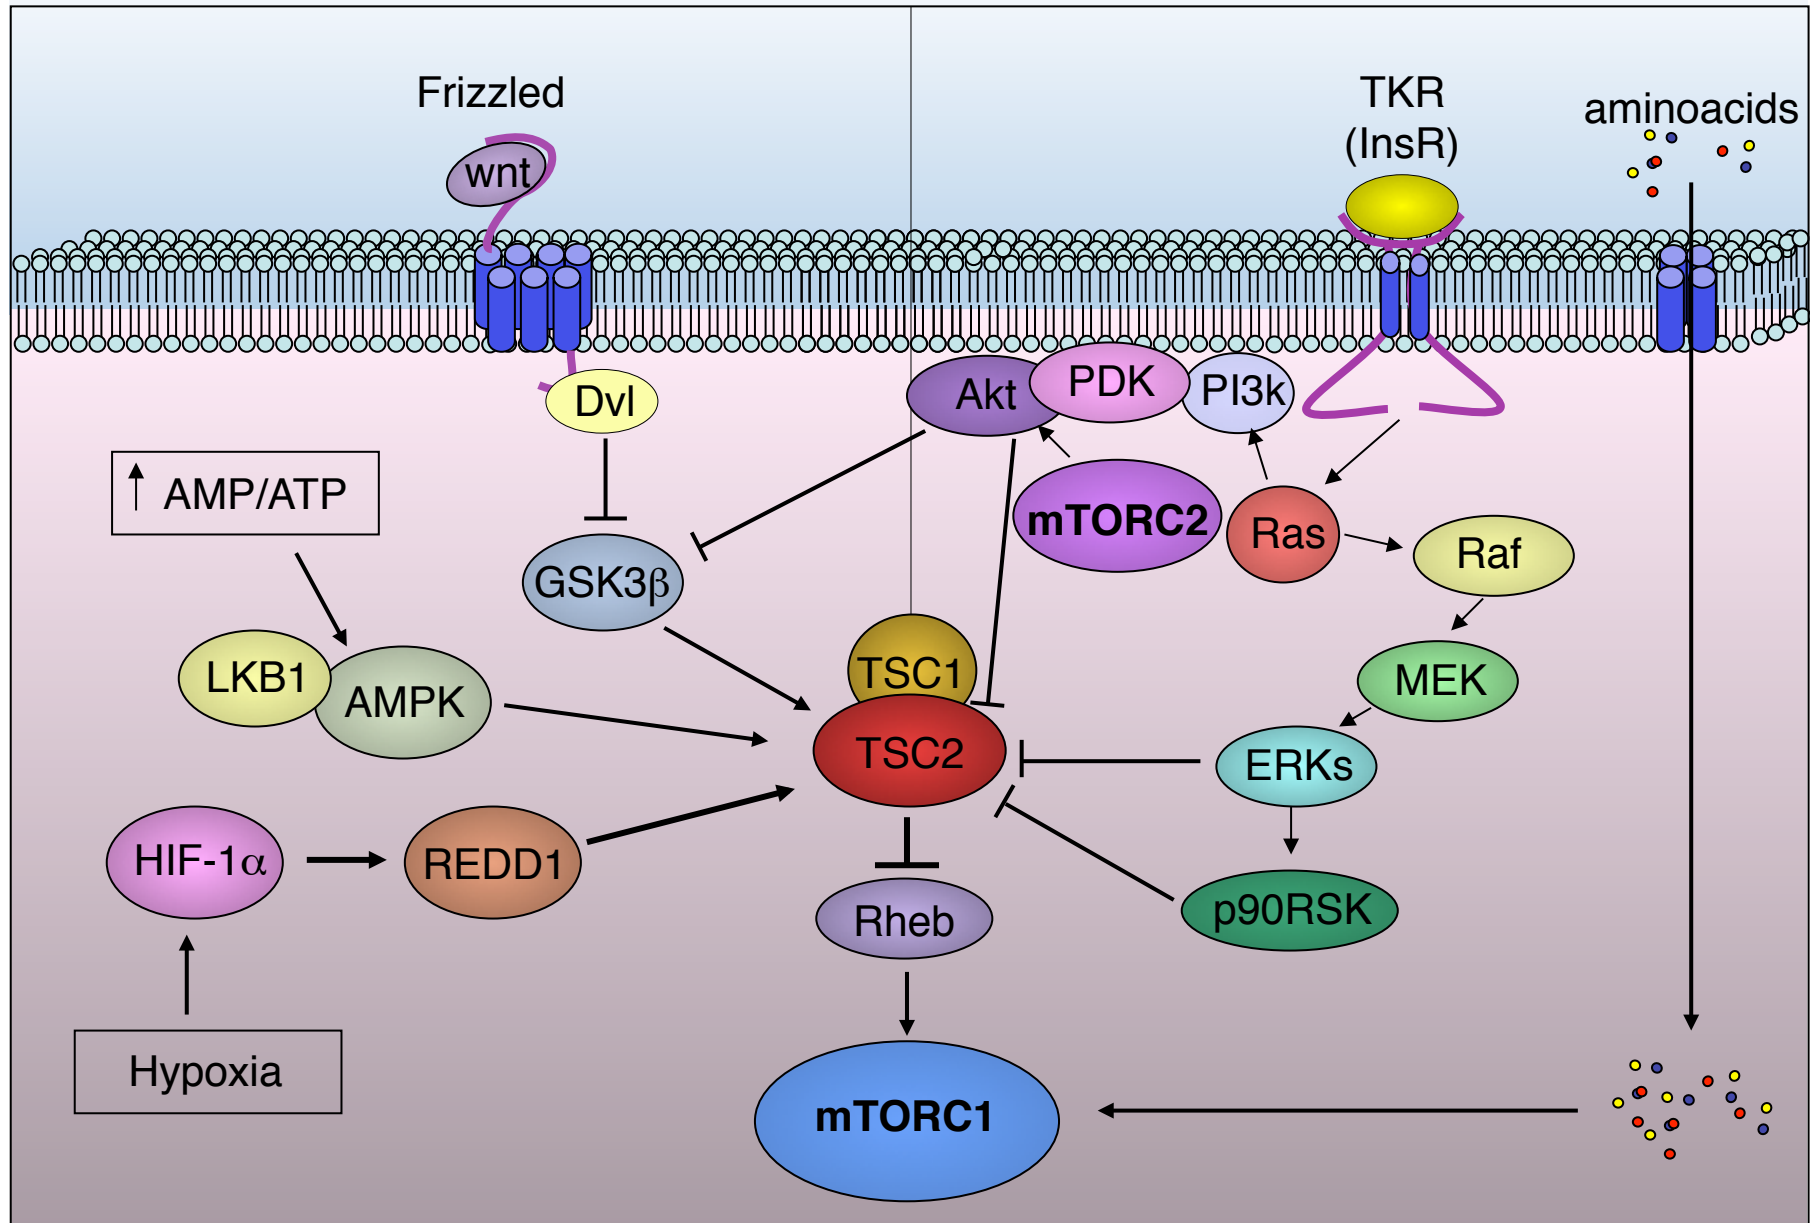 Frizzled
TKR
(InsR)
aminoacids
wnt
Dvl
Akt
PDK
PI3k
AMP/ATP
mTORC2
Ras
Raf
GSK3β
LKB1
AMPK
TSC1
MEK
TSC2
ERKs
HIF-1α
REDD1
Rheb
p90RSK
Hypoxia
mTORC1